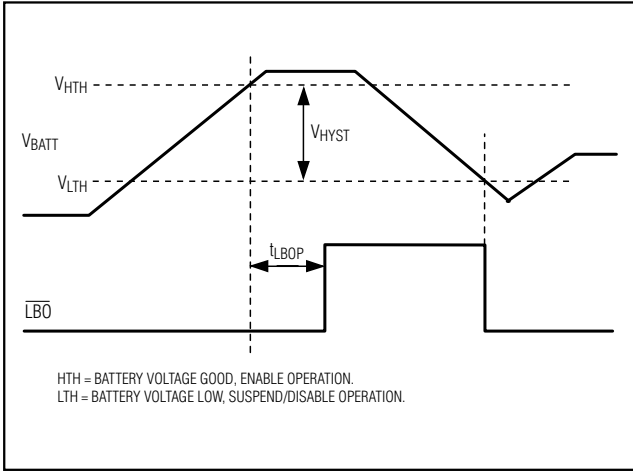 VHTH
VHYST
VBATT
VLTH
tLBOP
LBO
HTH = BATTERY VOLTAGE GOOD, ENABLE OPERATION.
LTH = BATTERY VOLTAGE LOW, SUSPEND/DISABLE OPERATION.